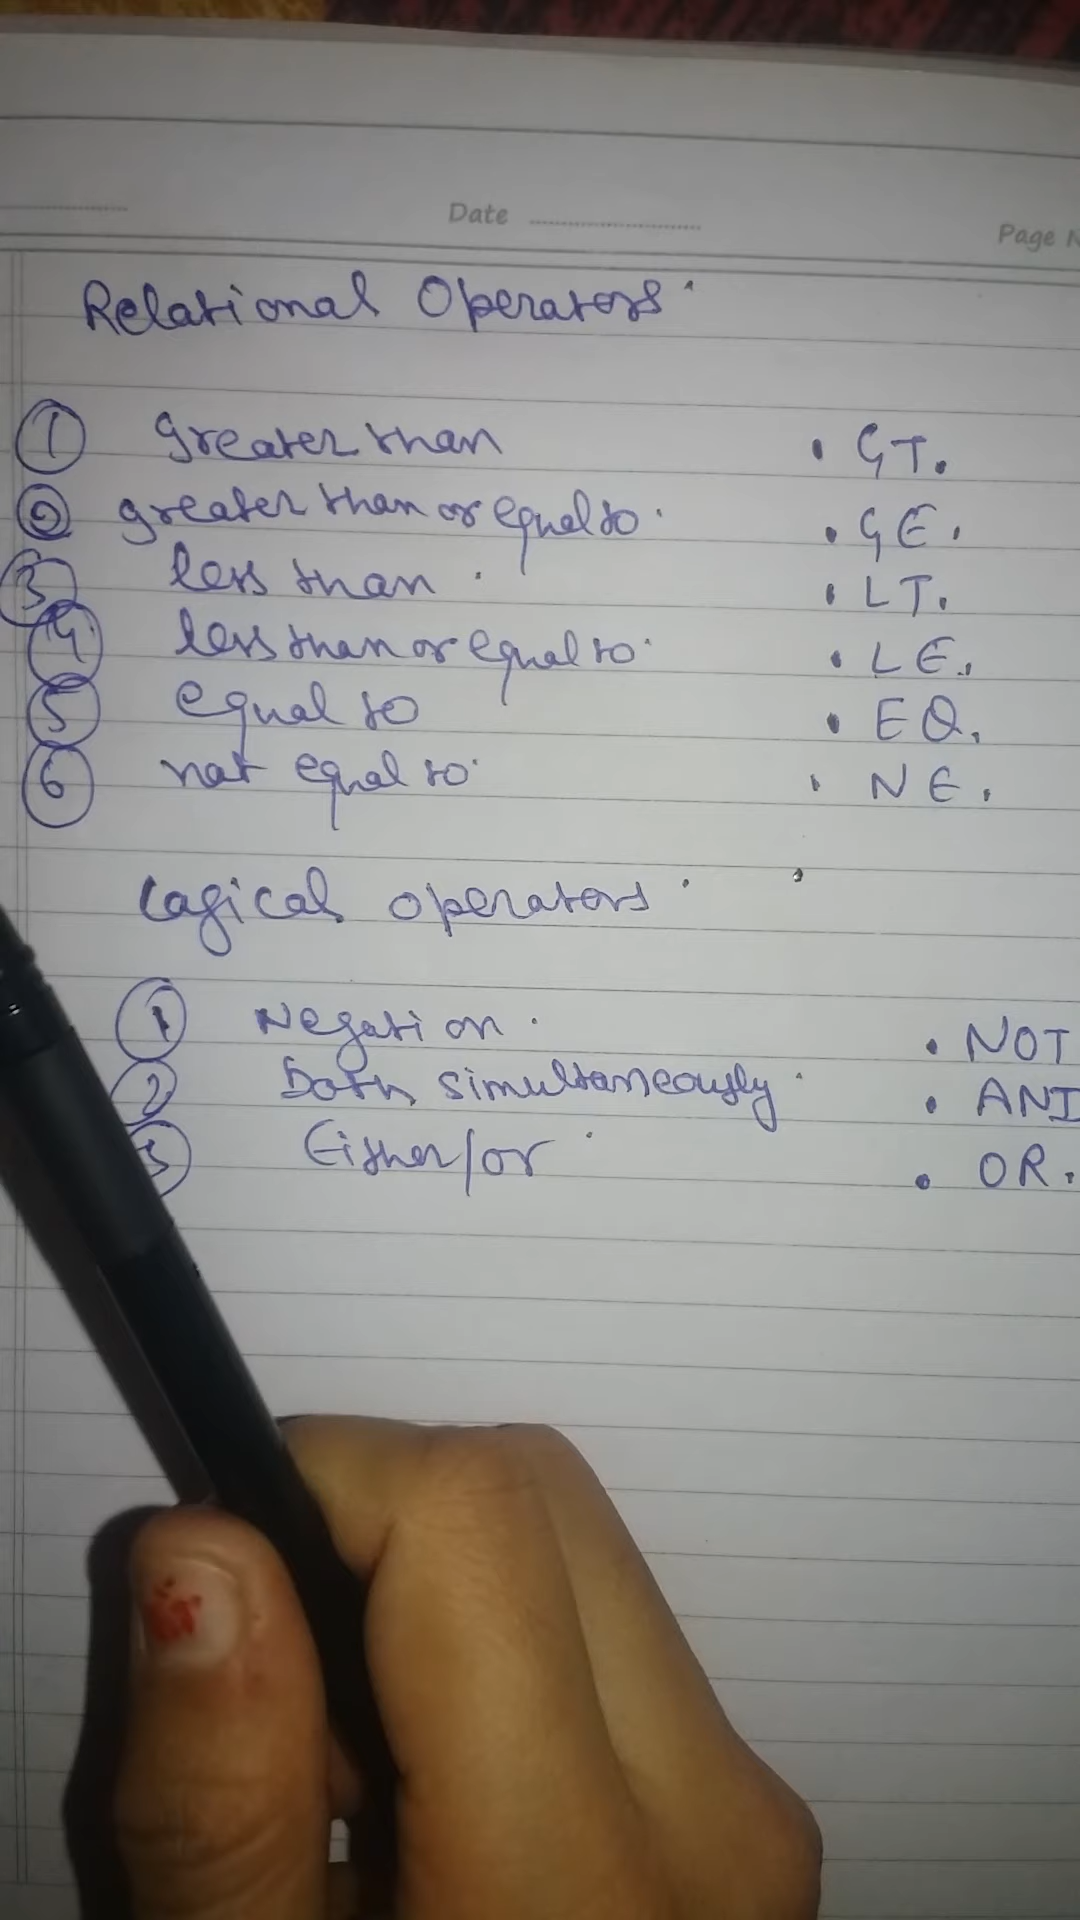 Date
Page N
Relational Operators
1 greater than .GT.
2 greater than or equal to .GE.
3 less than .LT.
4 less than or equal to .LE.
5 equal to .EQ.
6 not equal to .NE.
Logical operators
1 Negation .NOT
2 both simultaneously .AND
3 Either/or .OR.